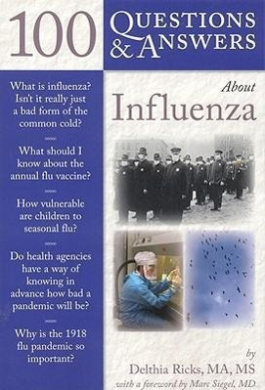 100 QUESTIONS
& ANSWERS
About
Influenza
What is influenza?
Isn't it really just
a bad form of the
common cold?
What should I
know about the
annual flu vaccine?
How vulnerable
are children to
seasonal flu?
Do health agencies
have a way of
knowing in
advance how bad a
pandemic will be?
Why is the 1918
flu pandemic so
important?
by
Delthia Ricks, MA, MS
with a foreword by Marc Siegel, MD